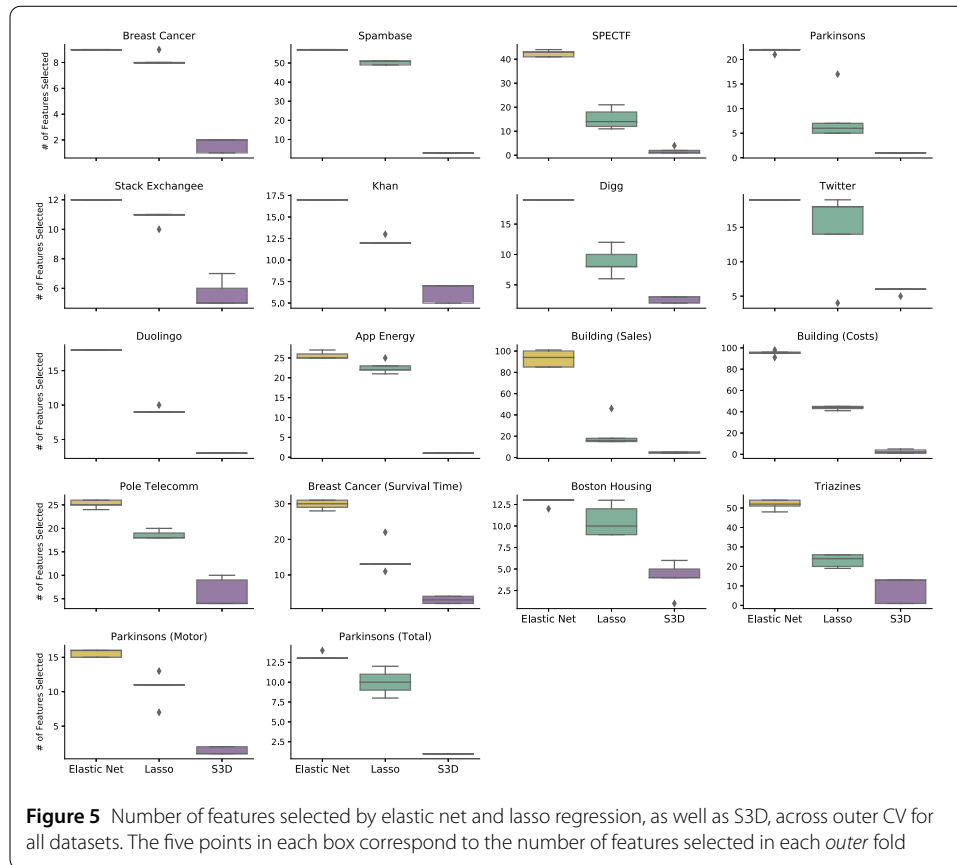 Breast Cancer
Spambase
SPECTF
Parkinsons
# of Features Selected
8
6
4
2
50
30
10
40
30
20
10
0
20
15
10
5
Stack Exchangee
Khan
Digg
Twitter
# of Features Selected
12
10
8
6
17.5
15.0
12.5
10.0
7.5
5.0
15
10
5
15
10
5
Duolingo
App Energy
Building (Sales)
Building (Costs)
# of Features Selected
15
10
5
25
20
15
10
5
0
100
80
60
40
20
0
100
80
60
40
20
0
Pole Telecomm
Breast Cancer (Survival Time)
Boston Housing
Triazines
# of Features Selected
25
20
15
10
5
30
20
10
12.5
10.0
7.5
5.0
2.5
50
40
30
20
10
0
Elastic Net Lasso S3D
Elastic Net Lasso S3D
Parkinsons (Motor)
Parkinsons (Total)
# of Features Selected
15
10
5
12.5
10.0
7.5
5.0
2.5
Elastic Net Lasso S3D
Elastic Net Lasso S3D
Figure 5 Number of features selected by elastic net and lasso regression, as well as S3D, across outer CV for
all datasets. The five points in each box correspond to the number of features selected in each outer fold